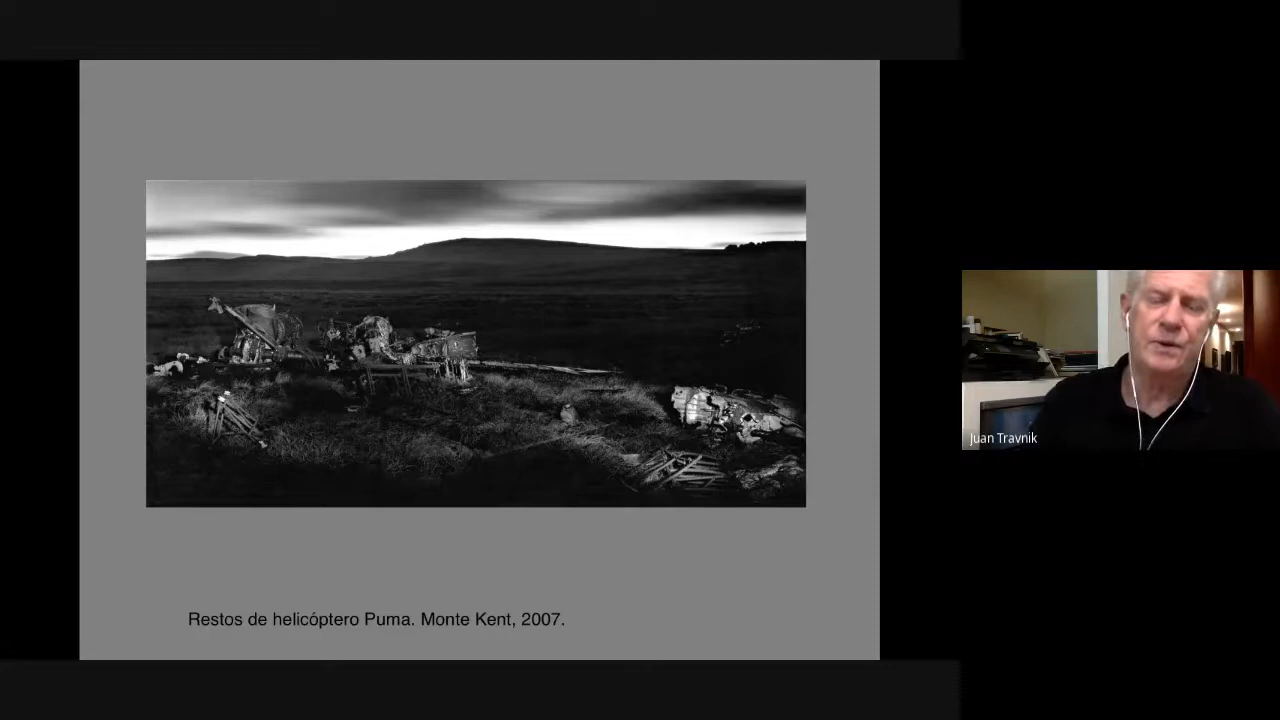 Restos de helicóptero Puma. Monte Kent, 2007.
Juan Travnik